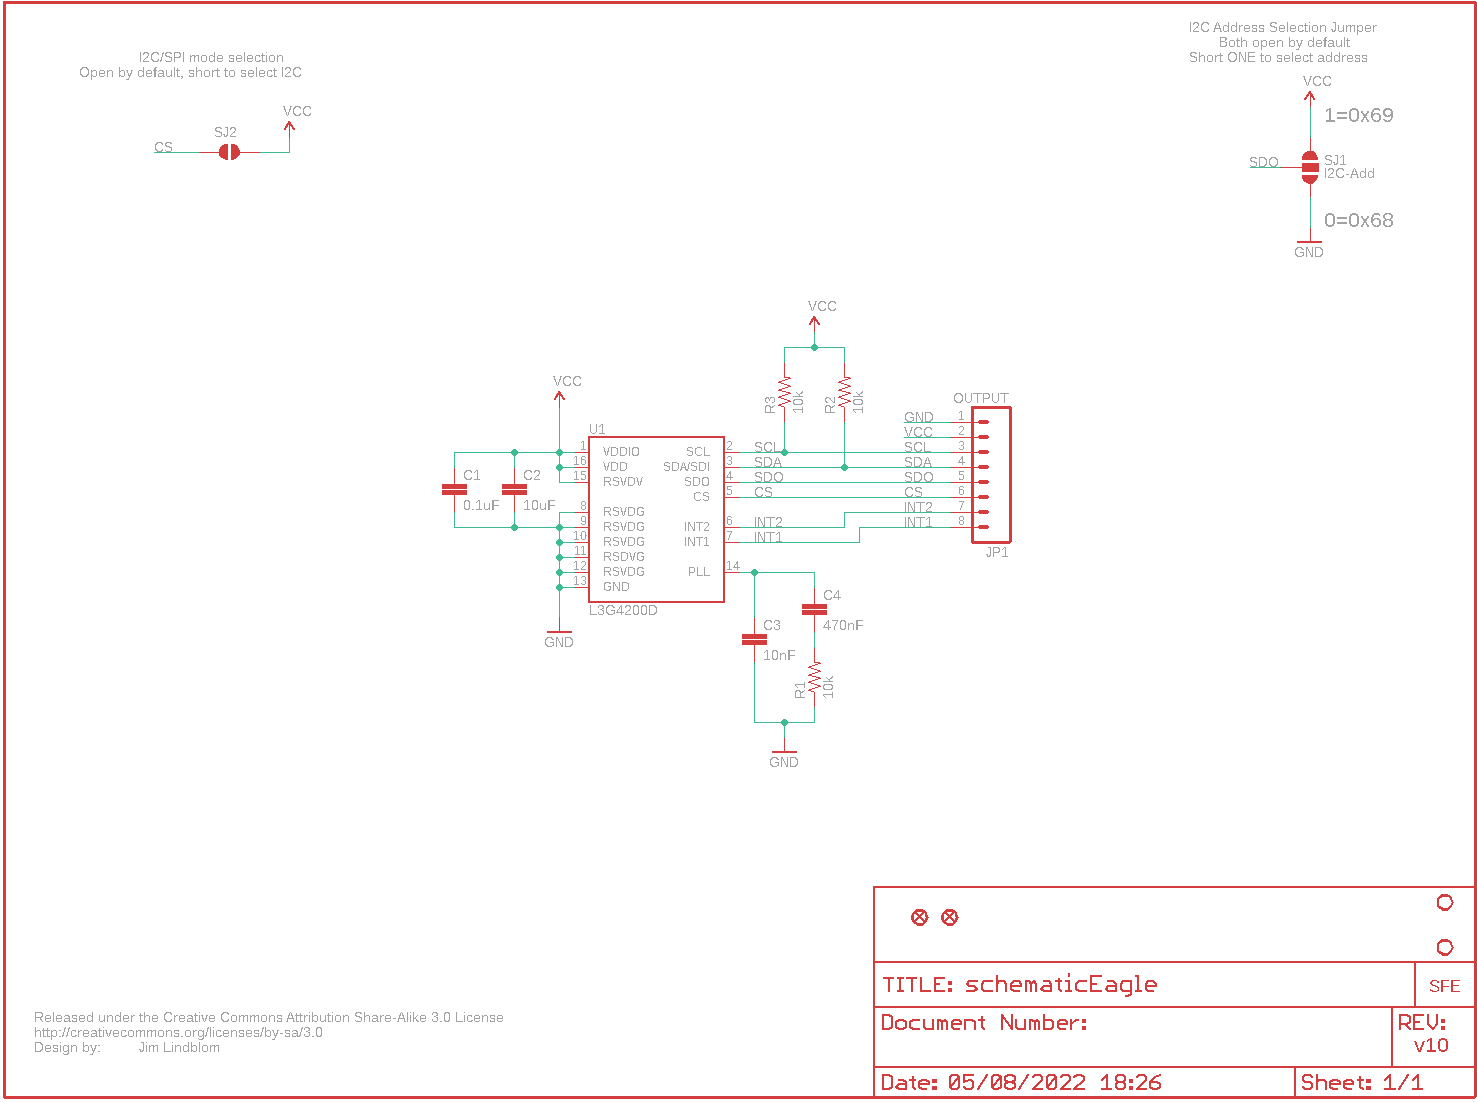 I2C/SPI mode selection
Open by default, short to select I2C
VCC
SJ2
CS
I2C Address Selection Jumper
Both open by default
Short ONE to select address
VCC
1=0x69
SDO
SJ1
I2C-Add
0=0x68
GND
VCC
R3
10k
R2
10k
VCC
U1
C1
0.1uF
C2
10uF
1 VDDIO
16 VDD
15 RSVDV
8 RSVDG
9 RSVDG
10 RSVDG
11 RSDVG
12 RSVDG
13 GND
SCL 2 SCL
SDA/SDI 3 SDA
SDO 4 SDO
CS 5 CS
INT2 6 INT2
INT1 7 INT1
PLL 14
L3G4200D
GND
OUTPUT
GND 1
VCC 2
SCL 3
SDA 4
SDO 5
CS 6
INT2 7
INT1 8
JP1
C4
470nF
C3
10nF
R1
10k
GND
TITLE: schematicEagle
SFE
Document Number:
REV:
v10
Date: 05/08/2022 18:26
Sheet: 1/1
Released under the Creative Commons Attribution Share-Alike 3.0 License
http://creativecommons.org/licenses/by-sa/3.0
Design by: Jim Lindblom